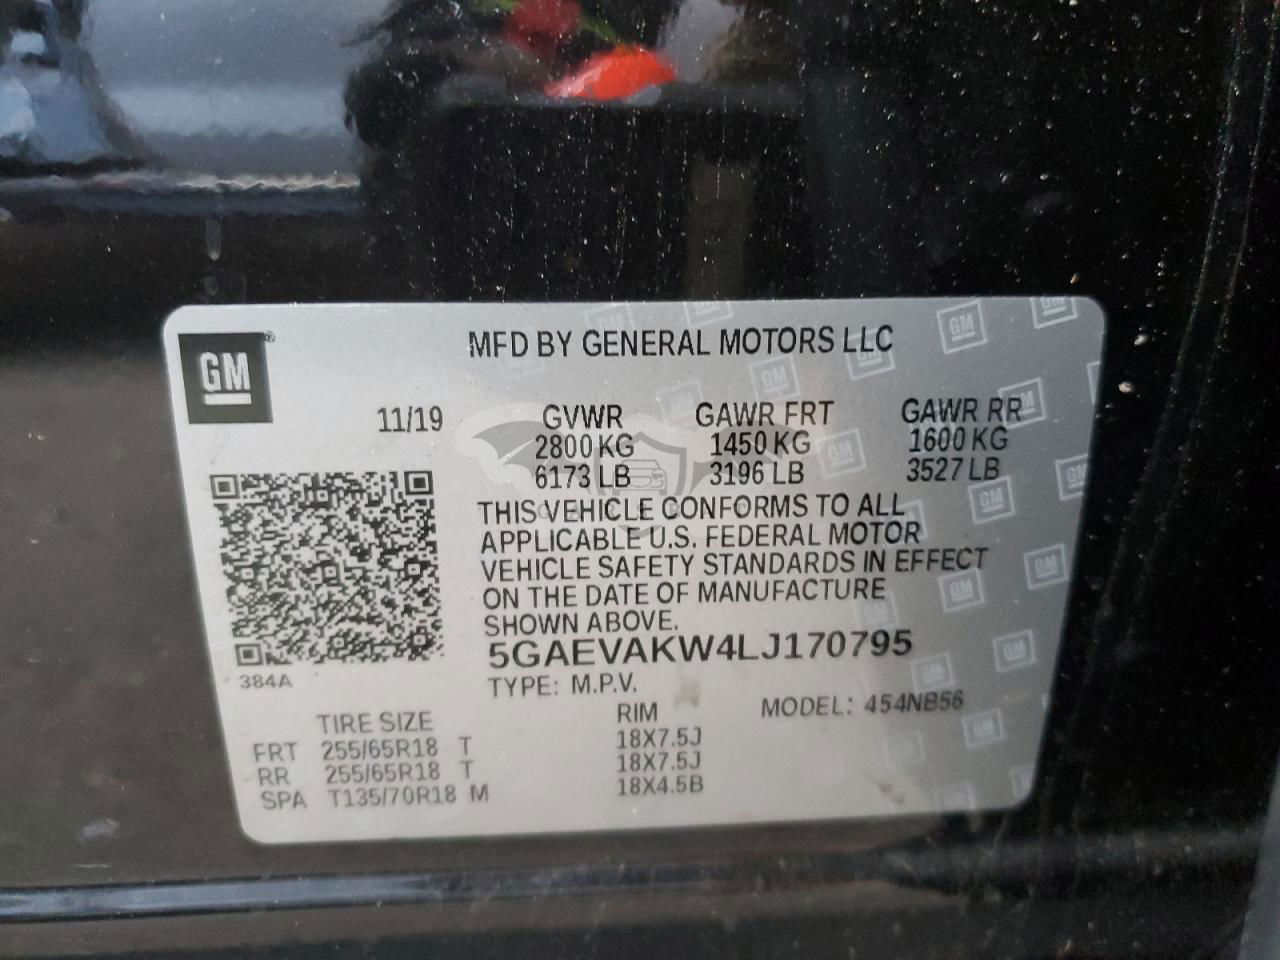 GM
MFD BY GENERAL MOTORS LLC
11/19 GVWR GAWR FRT GAWR RR
2800 KG 1450 KG 1600 KG
6173 LB 3196 LB 3527 LB
THIS VEHICLE CONFORMS TO ALL
APPLICABLE U.S. FEDERAL MOTOR
VEHICLE SAFETY STANDARDS IN EFFECT
ON THE DATE OF MANUFACTURE
SHOWN ABOVE.
5GAEVAKW4LJ170795
384A
TYPE: M.P.V. MODEL: 454NB56
TIRE SIZE RIM
FRT 255/65R18 T 18X7.5J
RR 255/65R18 T 18X7.5J
SPA T135/70R18 M 18X4.5B